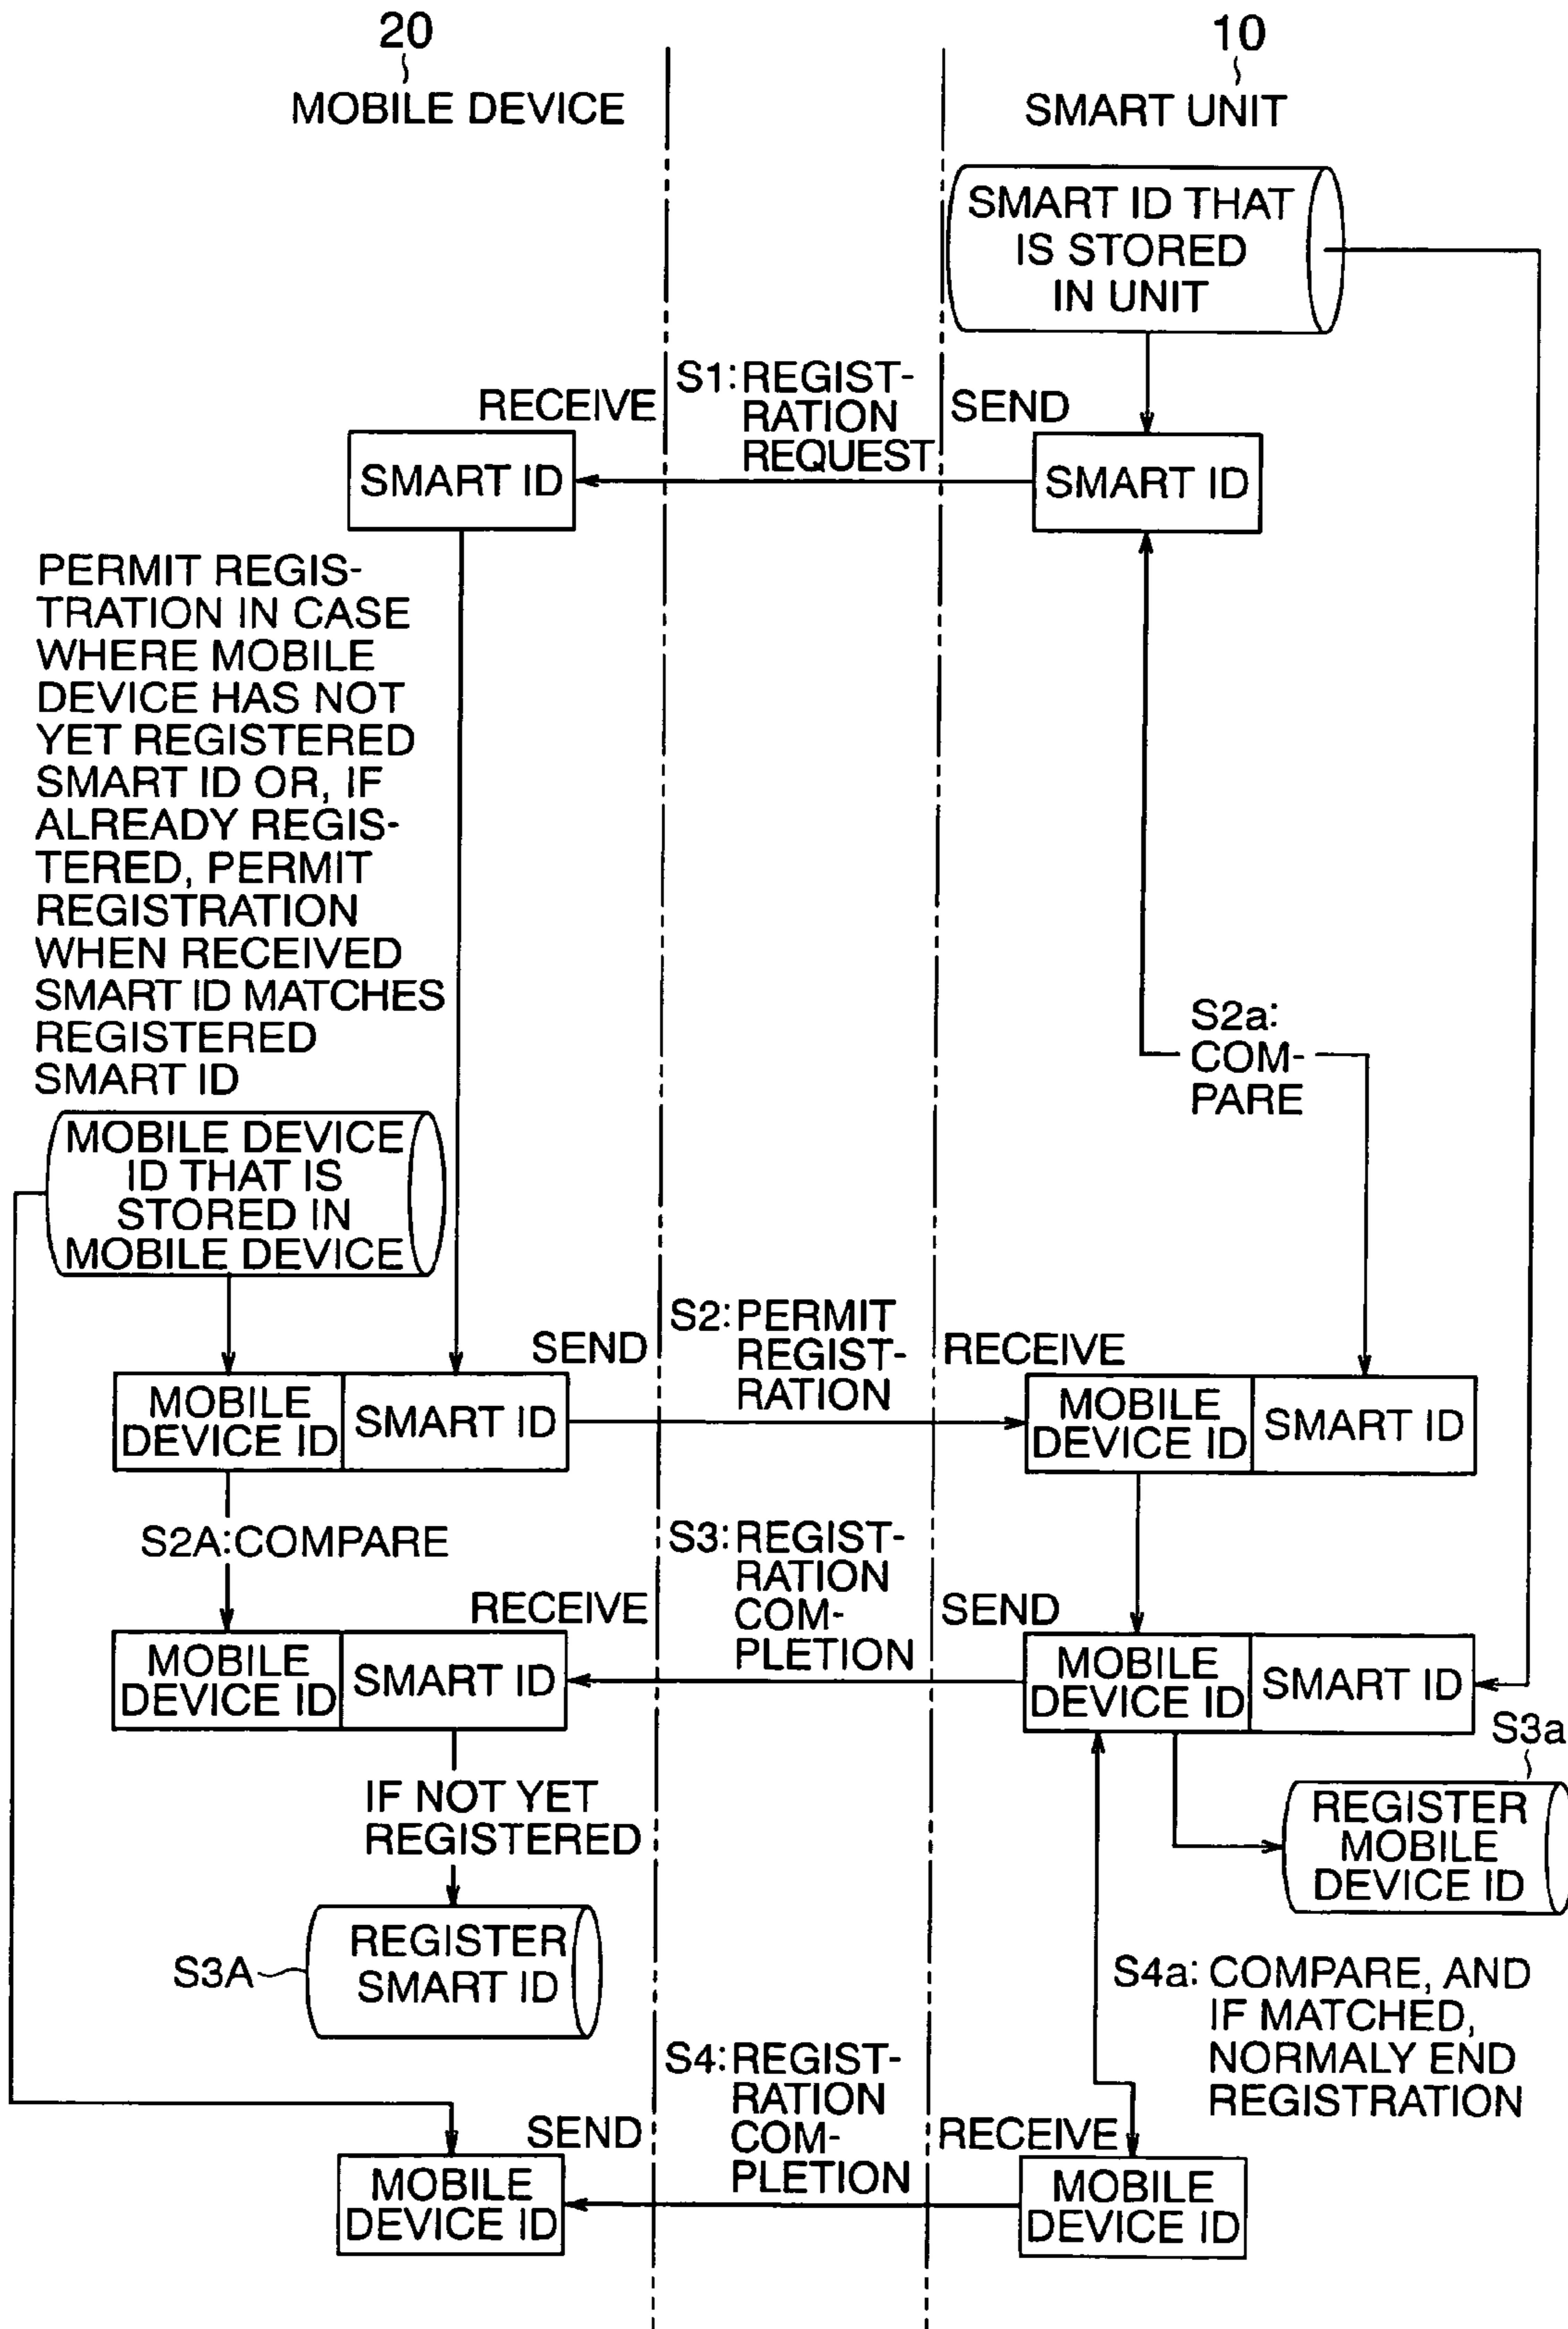 20
MOBILE DEVICE
10
SMART UNIT
SMART ID THAT
IS STORED
IN UNIT
RECEIVE
S1:REGIST-
RATION
REQUEST
SEND
SMART ID
SMART ID
PERMIT REGIS-
TRATION IN CASE
WHERE MOBILE
DEVICE HAS NOT
YET REGISTERED
SMART ID OR, IF
ALREADY REGIS-
TERED, PERMIT
REGISTRATION
WHEN RECEIVED
SMART ID MATCHES
REGISTERED
SMART ID
S2a:
COM-
PARE
MOBILE DEVICE
ID THAT IS
STORED IN
MOBILE DEVICE
SEND
S2:PERMIT
REGIST-
RATION
RECEIVE
MOBILE
DEVICE ID
SMART ID
MOBILE
DEVICE ID
SMART ID
S2A:COMPARE
RECEIVE
S3:REGIST-
RATION
COM-
PLETION
SEND
MOBILE
DEVICE ID
SMART ID
MOBILE
DEVICE ID
SMART ID
S3a
REGISTER
MOBILE
DEVICE ID
IF NOT YET
REGISTERED
S3A
REGISTER
SMART ID
S4a: COMPARE, AND
IF MATCHED,
NORMALY END
REGISTRATION
SEND
S4:REGIST-
RATION
COM-
PLETION
RECEIVE
MOBILE
DEVICE ID
MOBILE
DEVICE ID